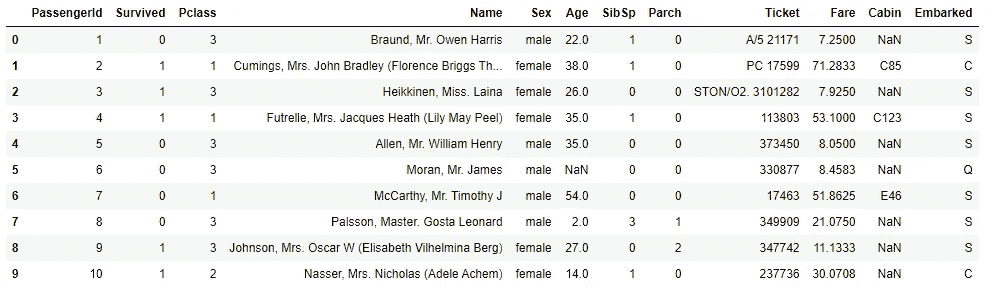 PassengerId Survived Pclass Name Sex Age SibSp Parch Ticket Fare Cabin Embarked
0 1 0 3 Braund, Mr. Owen Harris male 22.0 1 0 A/5 21171 7.2500 NaN S
1 2 1 1 Cumings, Mrs. John Bradley (Florence Briggs Th... female 38.0 1 0 PC 17599 71.2833 C85 C
2 3 1 3 Heikkinen, Miss. Laina female 26.0 0 0 STON/O2. 3101282 7.9250 NaN S
3 4 1 1 Futrelle, Mrs. Jacques Heath (Lily May Peel) female 35.0 1 0 113803 53.1000 C123 S
4 5 0 3 Allen, Mr. William Henry male 35.0 0 0 373450 8.0500 NaN S
5 6 0 3 Moran, Mr. James male NaN 0 0 330877 8.4583 NaN Q
6 7 0 1 McCarthy, Mr. Timothy J male 54.0 0 0 17463 51.8625 E46 S
7 8 0 3 Palsson, Master. Gosta Leonard male 2.0 3 1 349909 21.0750 NaN S
8 9 1 3 Johnson, Mrs. Oscar W (Elisabeth Vilhelmina Berg) female 27.0 0 2 347742 11.1333 NaN S
9 10 1 2 Nasser, Mrs. Nicholas (Adele Achem) female 14.0 1 0 237736 30.0708 NaN C